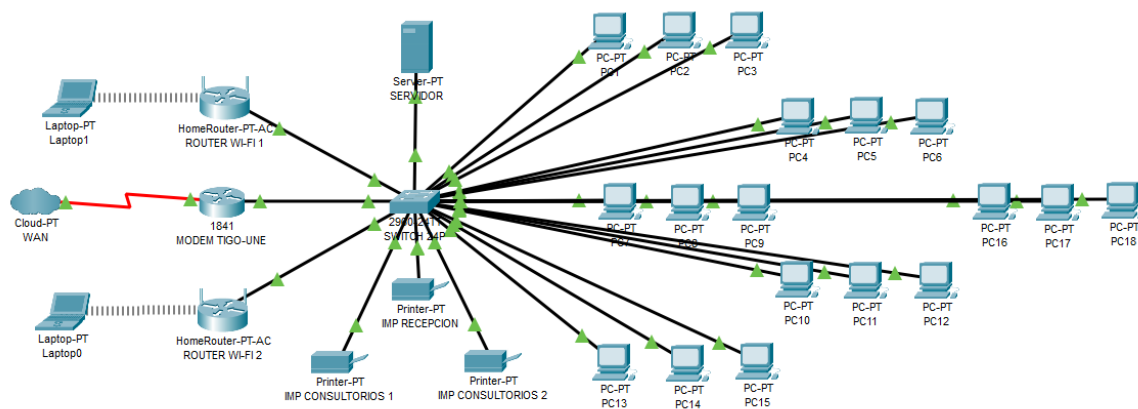 Server-PT
SERVIDOR
PC-PT
PC1
PC-PT
PC2
PC-PT
PC3
Laptop-PT
Laptop1
HomeRouter-PT-AC
ROUTER WI-FI 1
PC-PT
PC4
PC-PT
PC5
PC-PT
PC6
Cloud-PT
WAN
1841
MODEM TIGO-UNE
2960-24TT
SWITCH 24P
PC-PT
PC7
PC-PT
PC8
PC-PT
PC9
PC-PT
PC16
PC-PT
PC17
PC-PT
PC18
Laptop-PT
Laptop0
HomeRouter-PT-AC
ROUTER WI-FI 2
Printer-PT
IMP RECEPCION
PC-PT
PC10
PC-PT
PC11
PC-PT
PC12
Printer-PT
IMP CONSULTORIOS 1
Printer-PT
IMP CONSULTORIOS 2
PC-PT
PC13
PC-PT
PC14
PC-PT
PC15